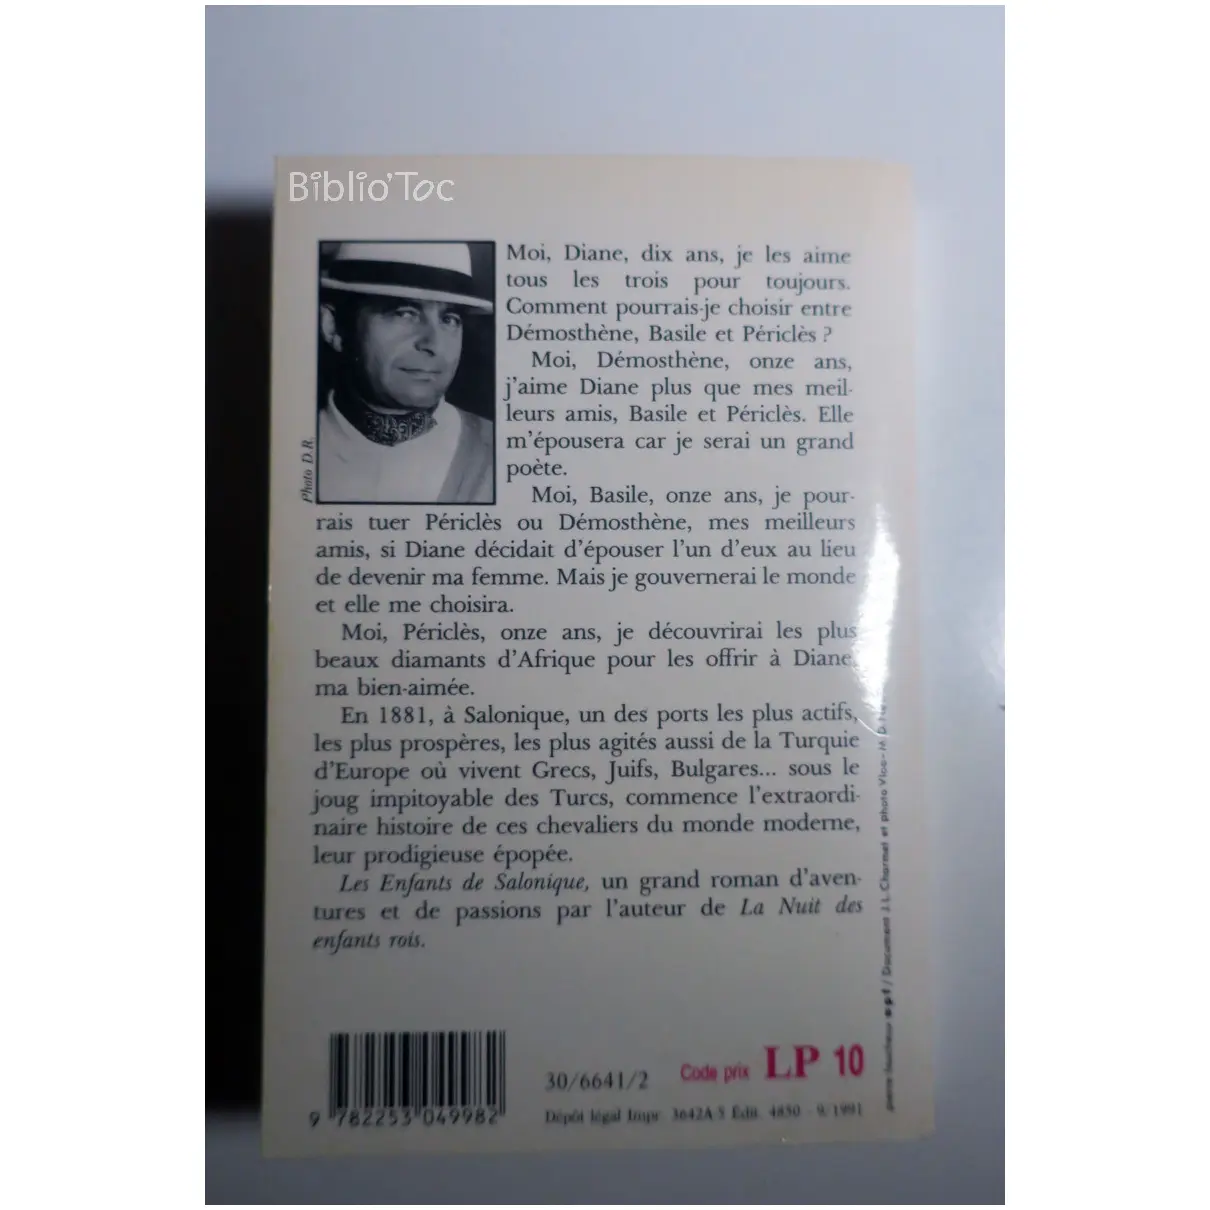 Biblio'Toc
Moi, Diane, dix ans, je les aime
tous les trois pour toujours.
Comment pourrais-je choisir entre
Démosthène, Basile et Périclès ?
Moi, Démosthène, onze ans,
j'aime Diane plus que mes meil-
leurs amis, Basile et Périclès. Elle
m'épousera car je serai un grand
poète.
Photo D.R.
Moi, Basile, onze ans, je pour-
rais tuer Périclès ou Démosthène, mes meilleurs
amis, si Diane décidait d'épouser l'un d'eux au lieu
de devenir ma femme. Mais je gouvernerai le monde
et elle me choisira.
Moi, Périclès, onze ans, je découvrirai les plus
beaux diamants d'Afrique pour les offrir à Diane,
ma bien-aimée.
En 1881, à Salonique, un des ports les plus actifs,
les plus prospères, les plus agités aussi de la Turquie
d'Europe où vivent Grecs, Juifs, Bulgares... sous le
joug impitoyable des Turcs, commence l'extraordi-
naire histoire de ces chevaliers du monde moderne,
leur prodigieuse épopée.
Les Enfants de Salonique, un grand roman d'aven-
tures et de passions par l'auteur de La Nuit des
enfants rois.
pierre faucheux apf / Document J.L. Charmet et photo Vloo - M.D.
30/6641/2
Code prix LP 10
9 782253 049982
Dépôt légal Impr. 3642A-5 Édit. 4850 - 9/1991